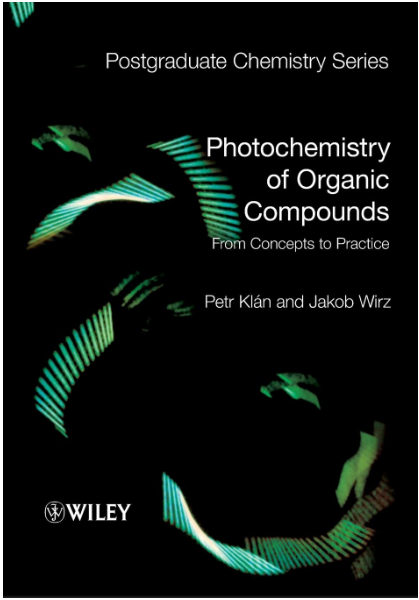 Postgraduate Chemistry Series
Photochemistry
of Organic
Compounds
From Concepts to Practice
Petr Klán and Jakob Wirz
WILEY